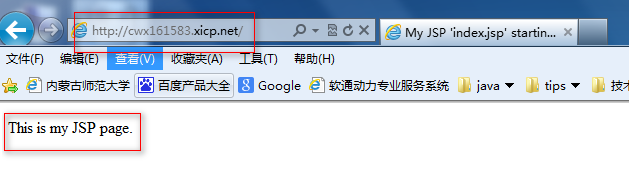 http://cwx161583.xicp.net/ My JSP 'index.jsp' startin...
文件(F) 编辑(E) 查看(V) 收藏夹(A) 工具(T) 帮助(H)
内蒙古师范大学 百度产品大全 Google 软通动力专业服务系统 java tips 技术
This is my JSP page.